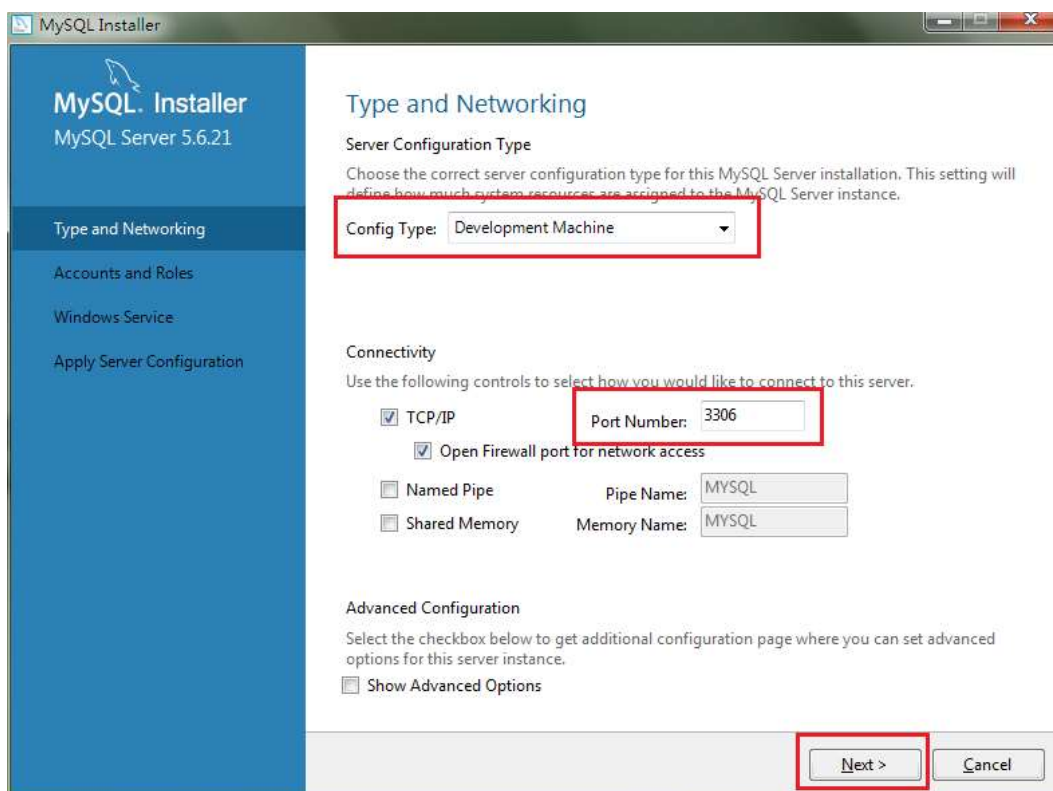 MySQL Installer
MySQL. Installer
MySQL Server 5.6.21
Type and Networking
Accounts and Roles
Windows Service
Apply Server Configuration
Type and Networking
Server Configuration Type
Choose the correct server configuration type for this MySQL Server installation. This setting will
define how much system resources are assigned to the MySQL Server instance.
Config Type: Development Machine
Connectivity
Use the following controls to select how you would like to connect to this server.
TCP/IP Port Number: 3306
Open Firewall port for network access
Named Pipe Pipe Name: MYSQL
Shared Memory Memory Name: MYSQL
Advanced Configuration
Select the checkbox below to get additional configuration page where you can set advanced
options for this server instance.
Show Advanced Options
Next > Cancel